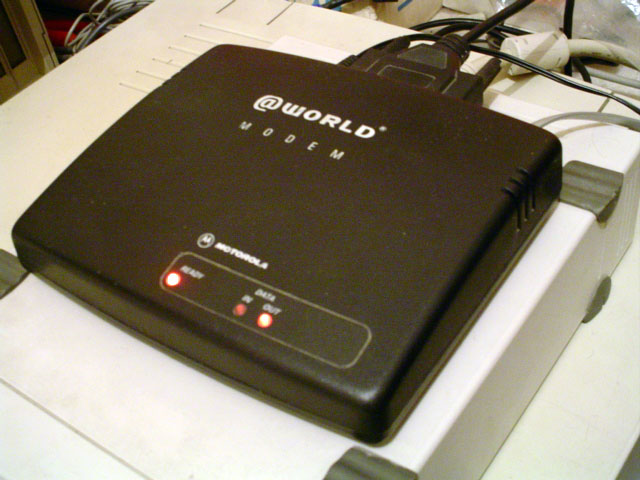 @WORLD®
MODEM
MOTOROLA
READY
DATA
IN OUT